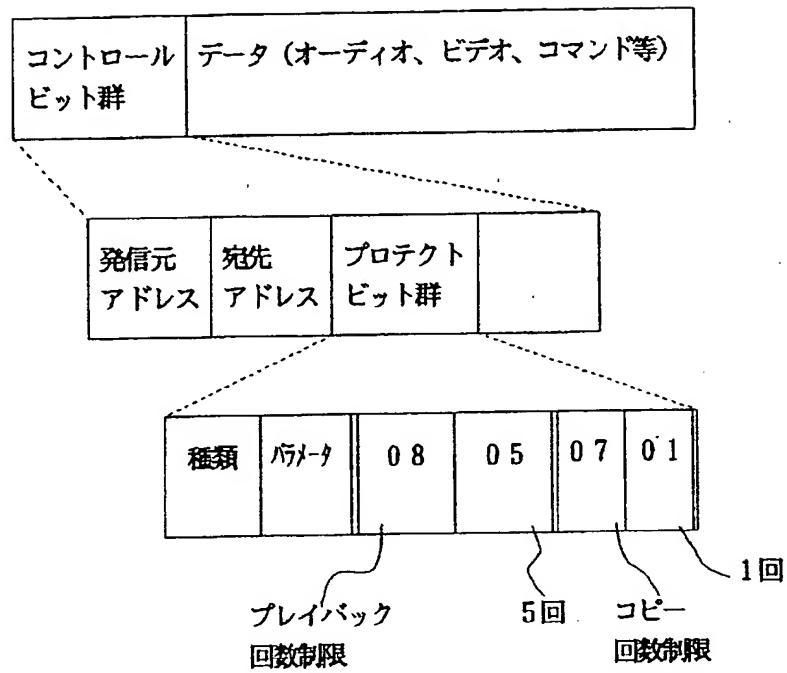 コントロール
ビット群
データ（オーディオ、ビデオ、コマンド等）
発信元
アドレス
宛先
アドレス
プロテクト
ビット群
種類
パラメータ
08
05
07
01
プレイバック
回数制限
5回
コピー
回数制限
1回